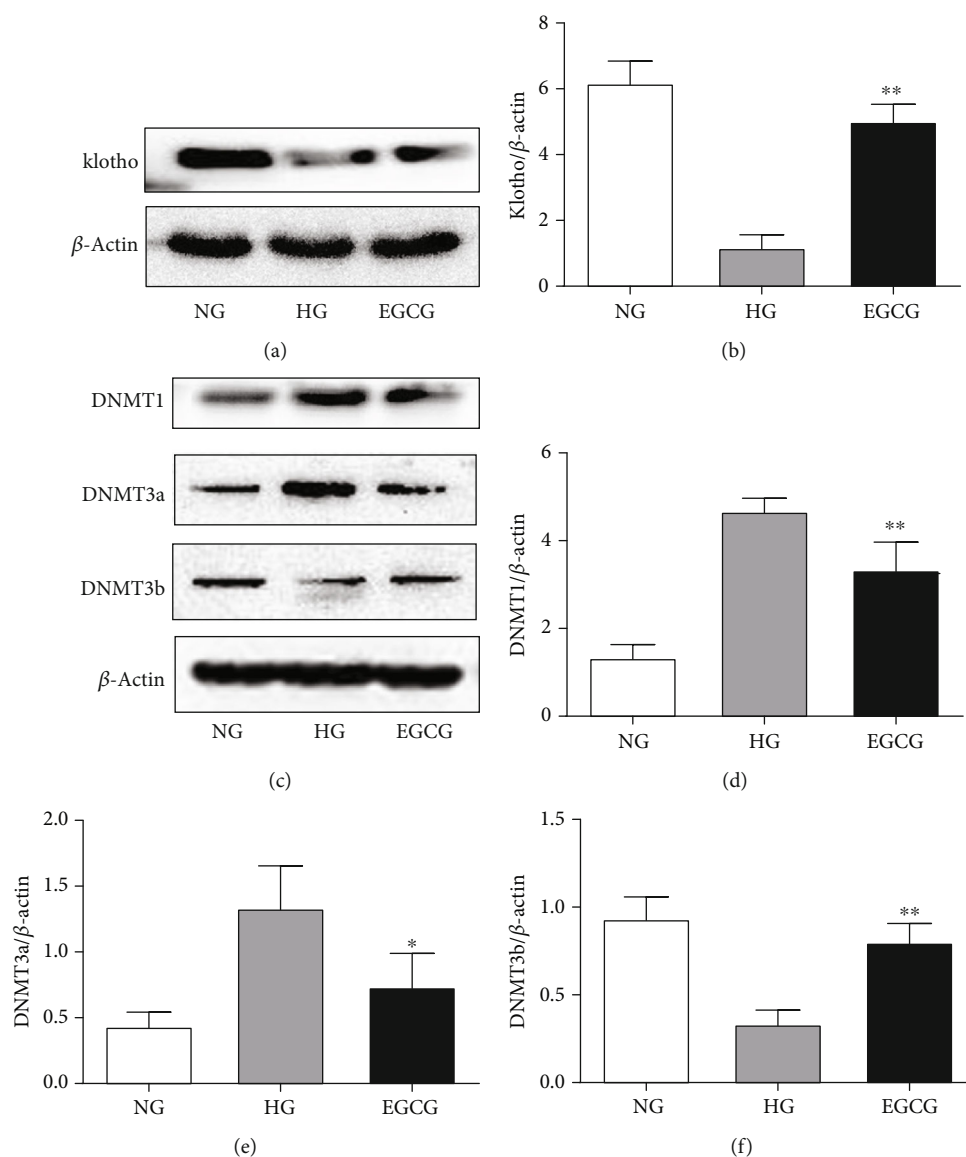 klotho
β-Actin
NG HG EGCG
(a)
8
6
4
2
0
Klotho/β-actin
**
NG HG EGCG
(b)
DNMT1
DNMT3a
DNMT3b
β-Actin
NG HG EGCG
(c)
6
4
2
0
DNMT1/β-actin
**
NG HG EGCG
(d)
2.0
1.5
1.0
0.5
0.0
DNMT3a/β-actin
*
NG HG EGCG
(e)
1.5
1.0
0.5
0.0
DNMT3b/β-actin
**
NG HG EGCG
(f)